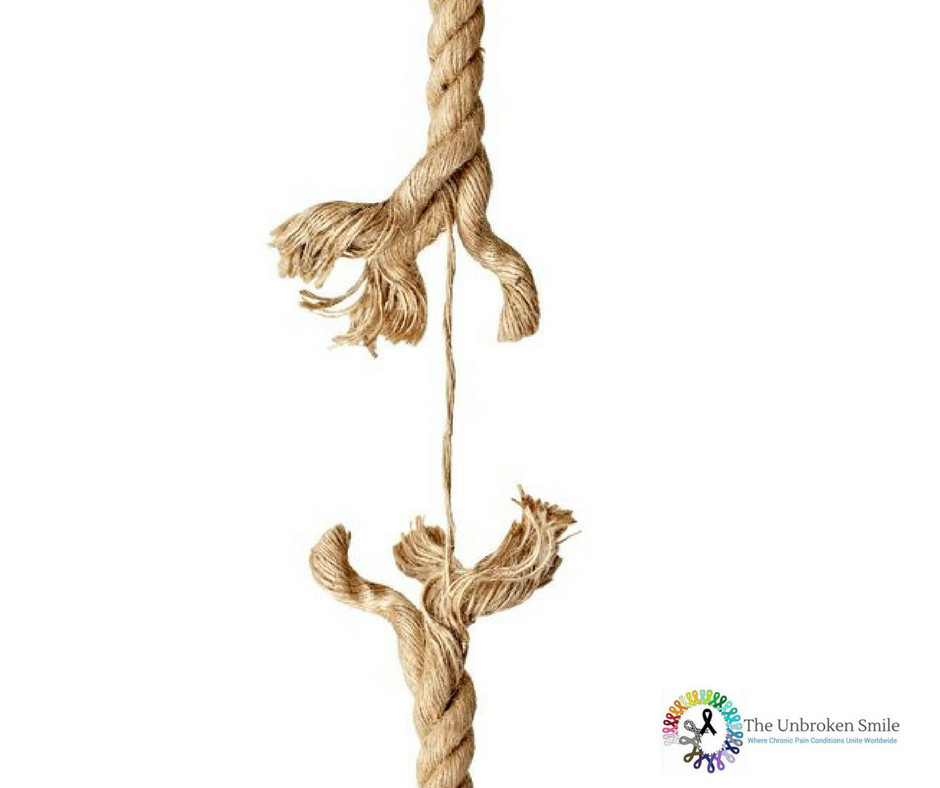 The Unbroken Smile
Where Chronic Pain Conditions Unite Worldwide